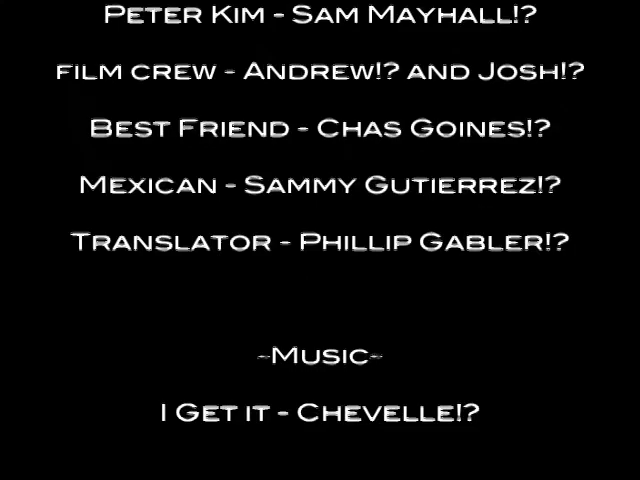 Peter Kim - Sam Mayhall!?
film crew - Andrew!? and Josh!?
Best Friend - Chas Goines!?
Mexican - Sammy Gutierrez!?
Translator - Phillip Gabler!?
~Music~
I Get it - Chevelle!?